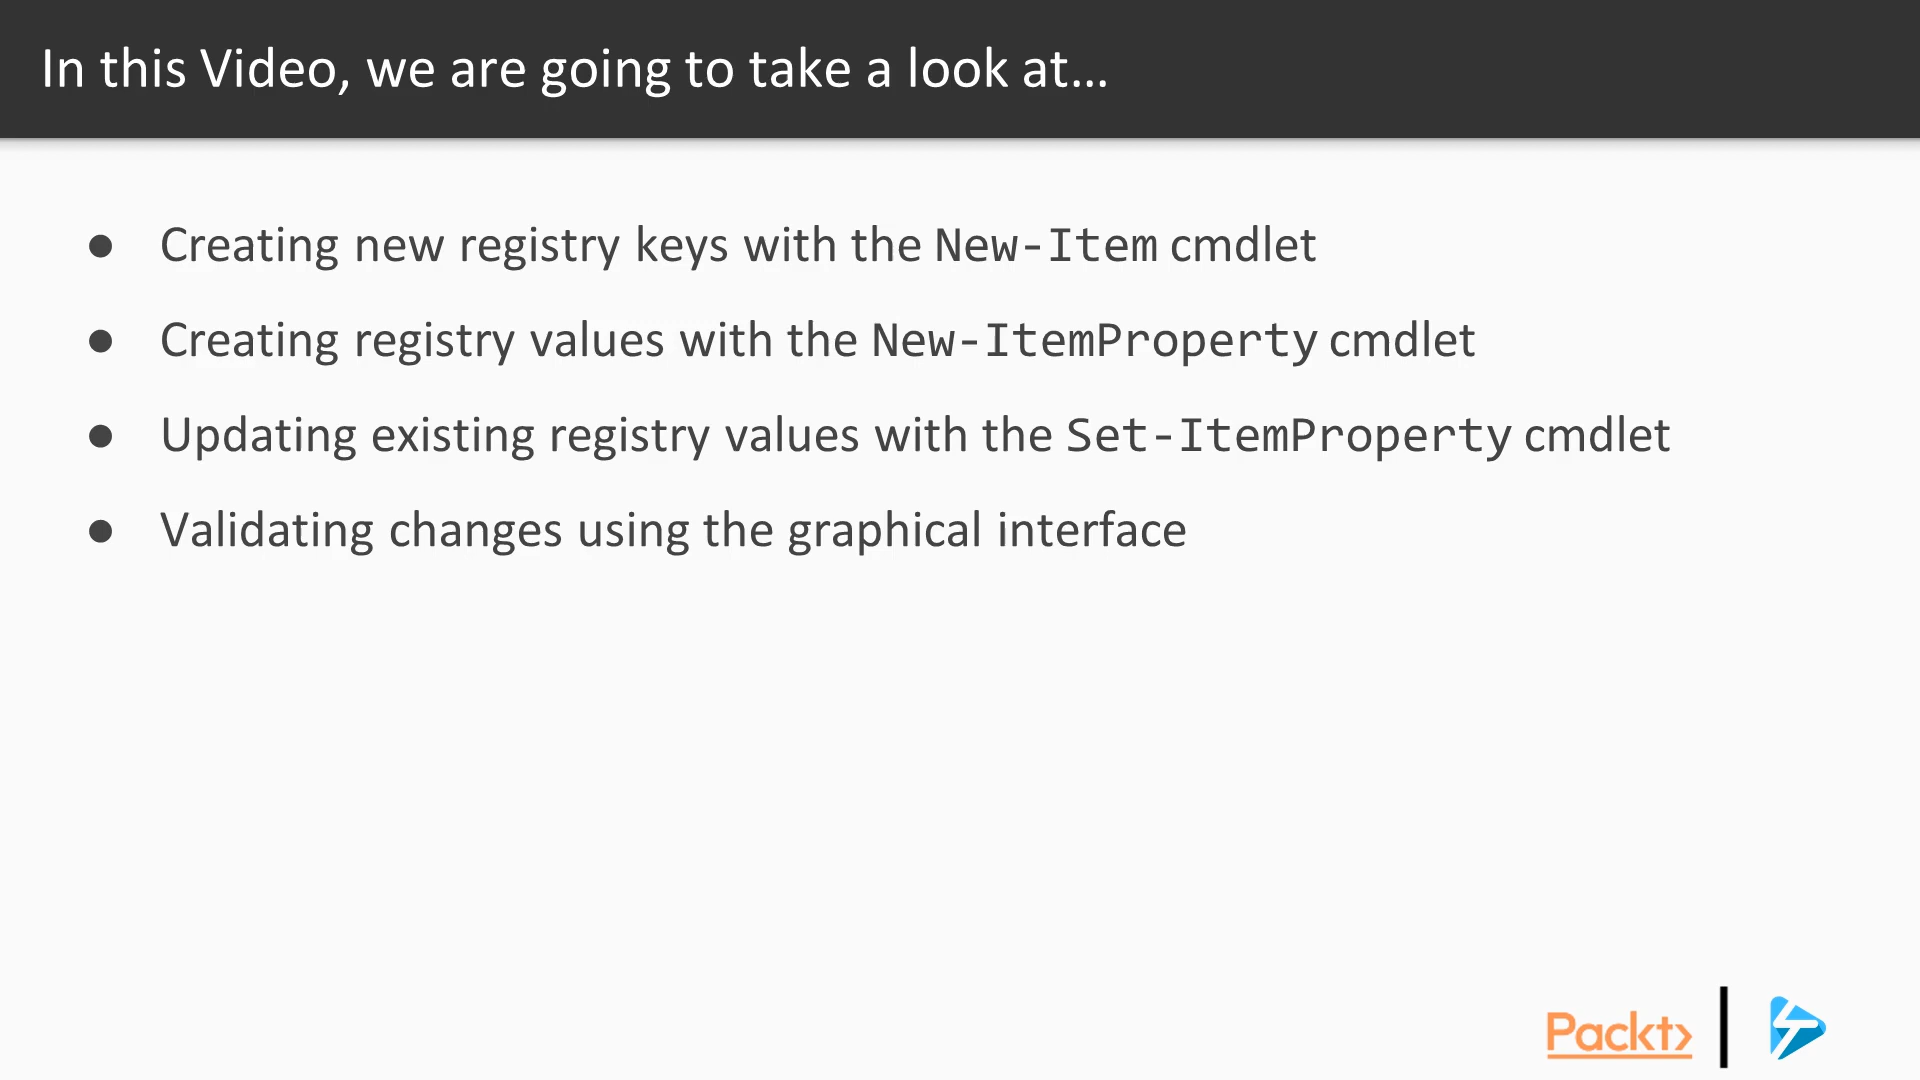 In this Video, we are going to take a look at...
● Creating new registry keys with the New-Item cmdlet
● Creating registry values with the New-ItemProperty cmdlet
● Updating existing registry values with the Set-ItemProperty cmdlet
● Validating changes using the graphical interface
Packt>